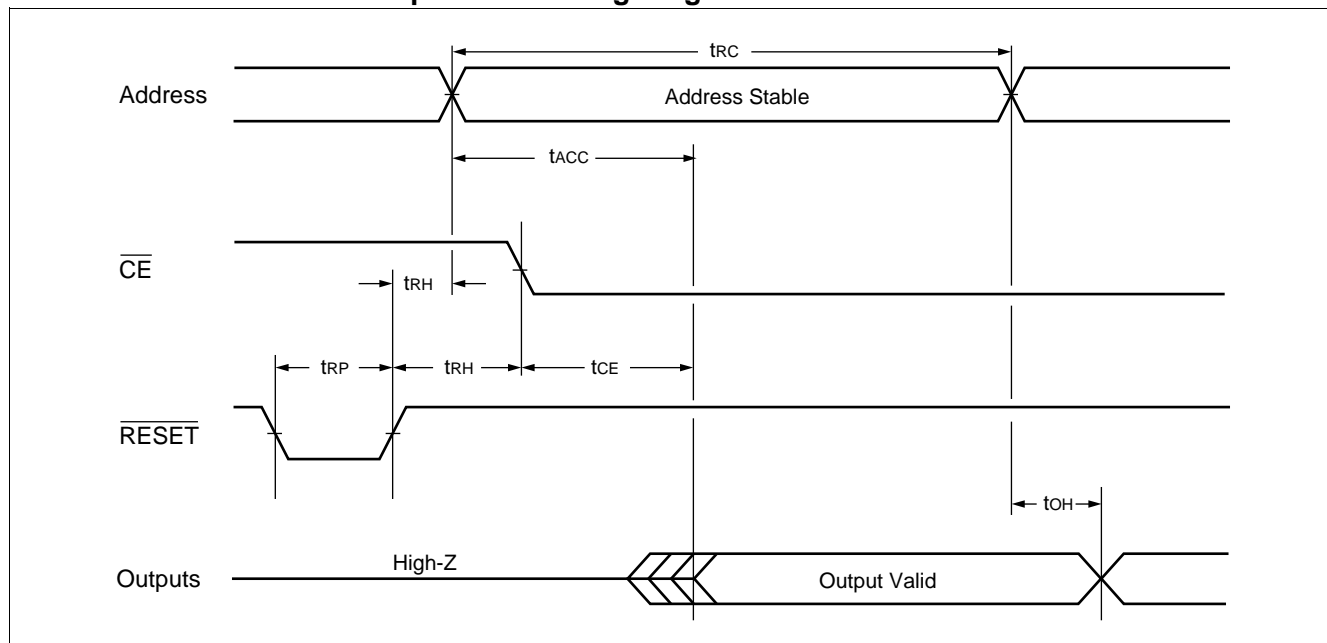 tRC
Address
Address Stable
tACC
CE
tRH
tRP
tRH
tCE
RESET
tOH
High-Z
Outputs
Output Valid